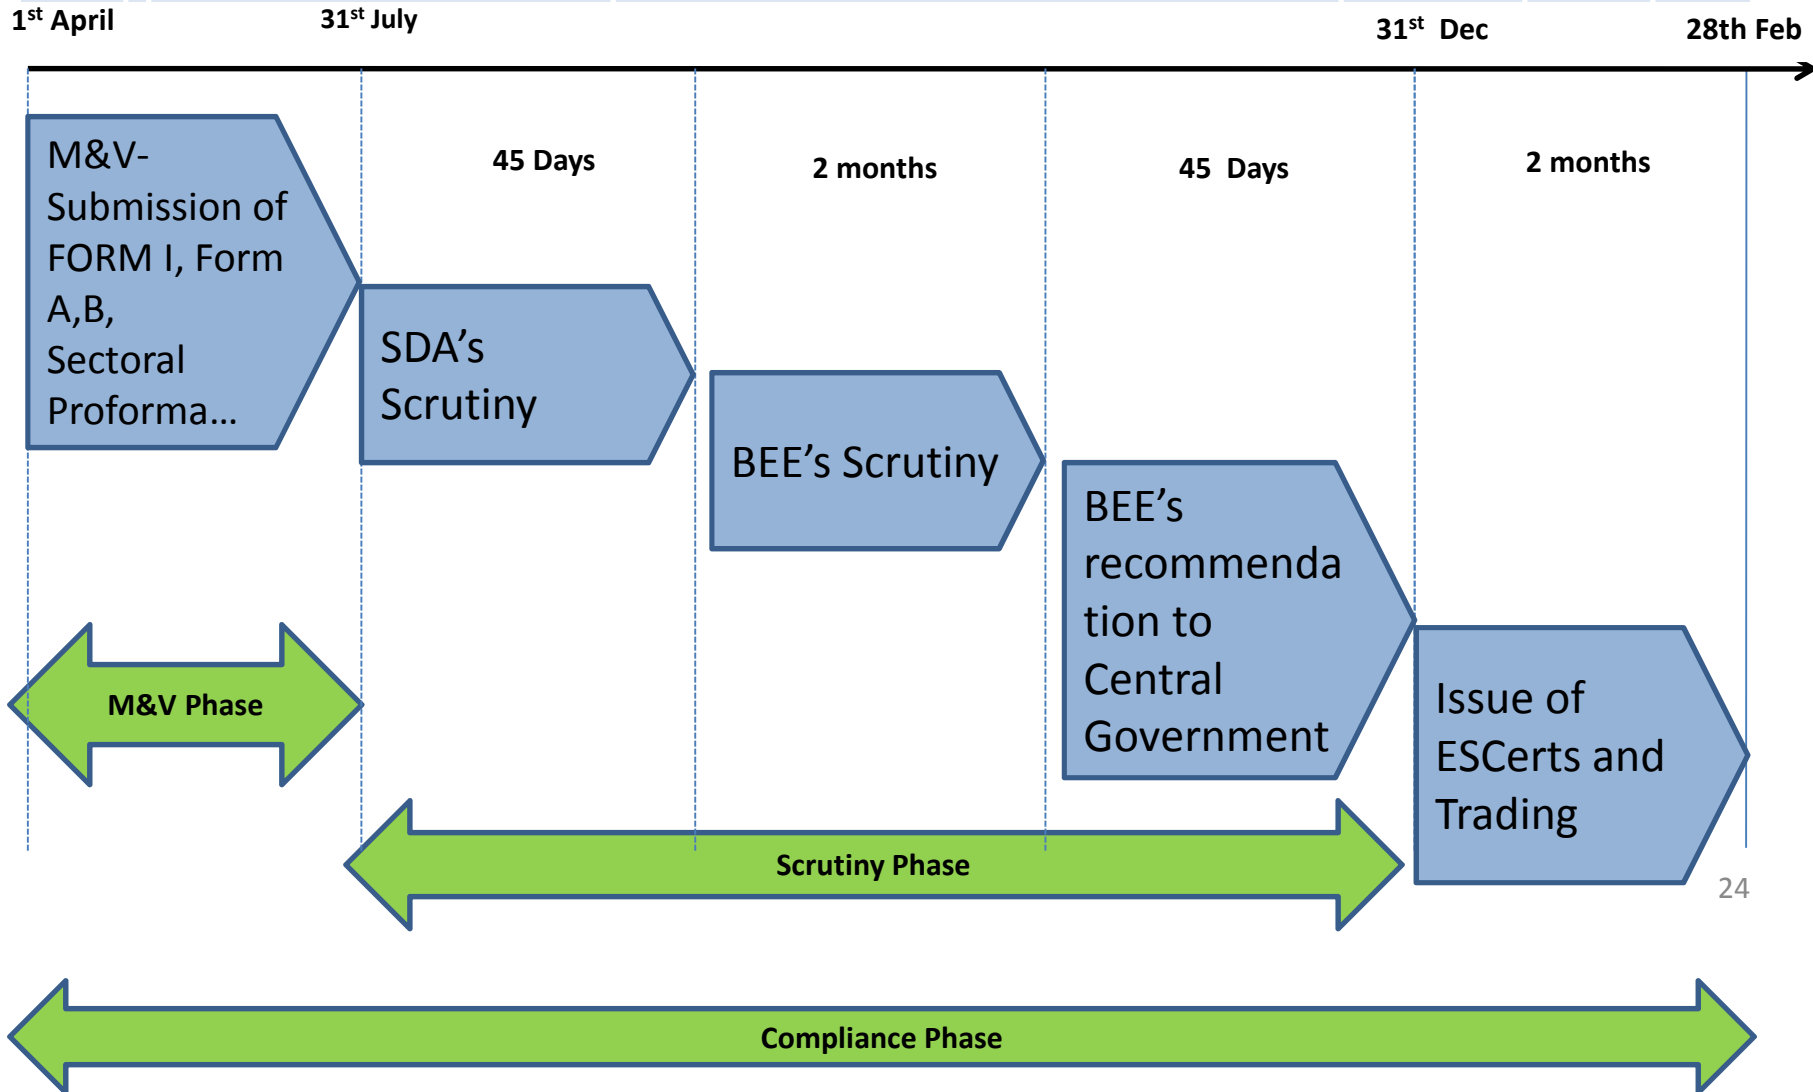 1st April
31st July
31st Dec
28th Feb
45 Days
2 months
45 Days
2 months
M&V-
Submission of
FORM I, Form
A,B,
Sectoral
Proforma…
SDA’s
Scrutiny
BEE’s Scrutiny
BEE’s
recommenda
tion to
Central
Government
Issue of
ESCerts and
Trading
M&V Phase
Scrutiny Phase
24
Compliance Phase